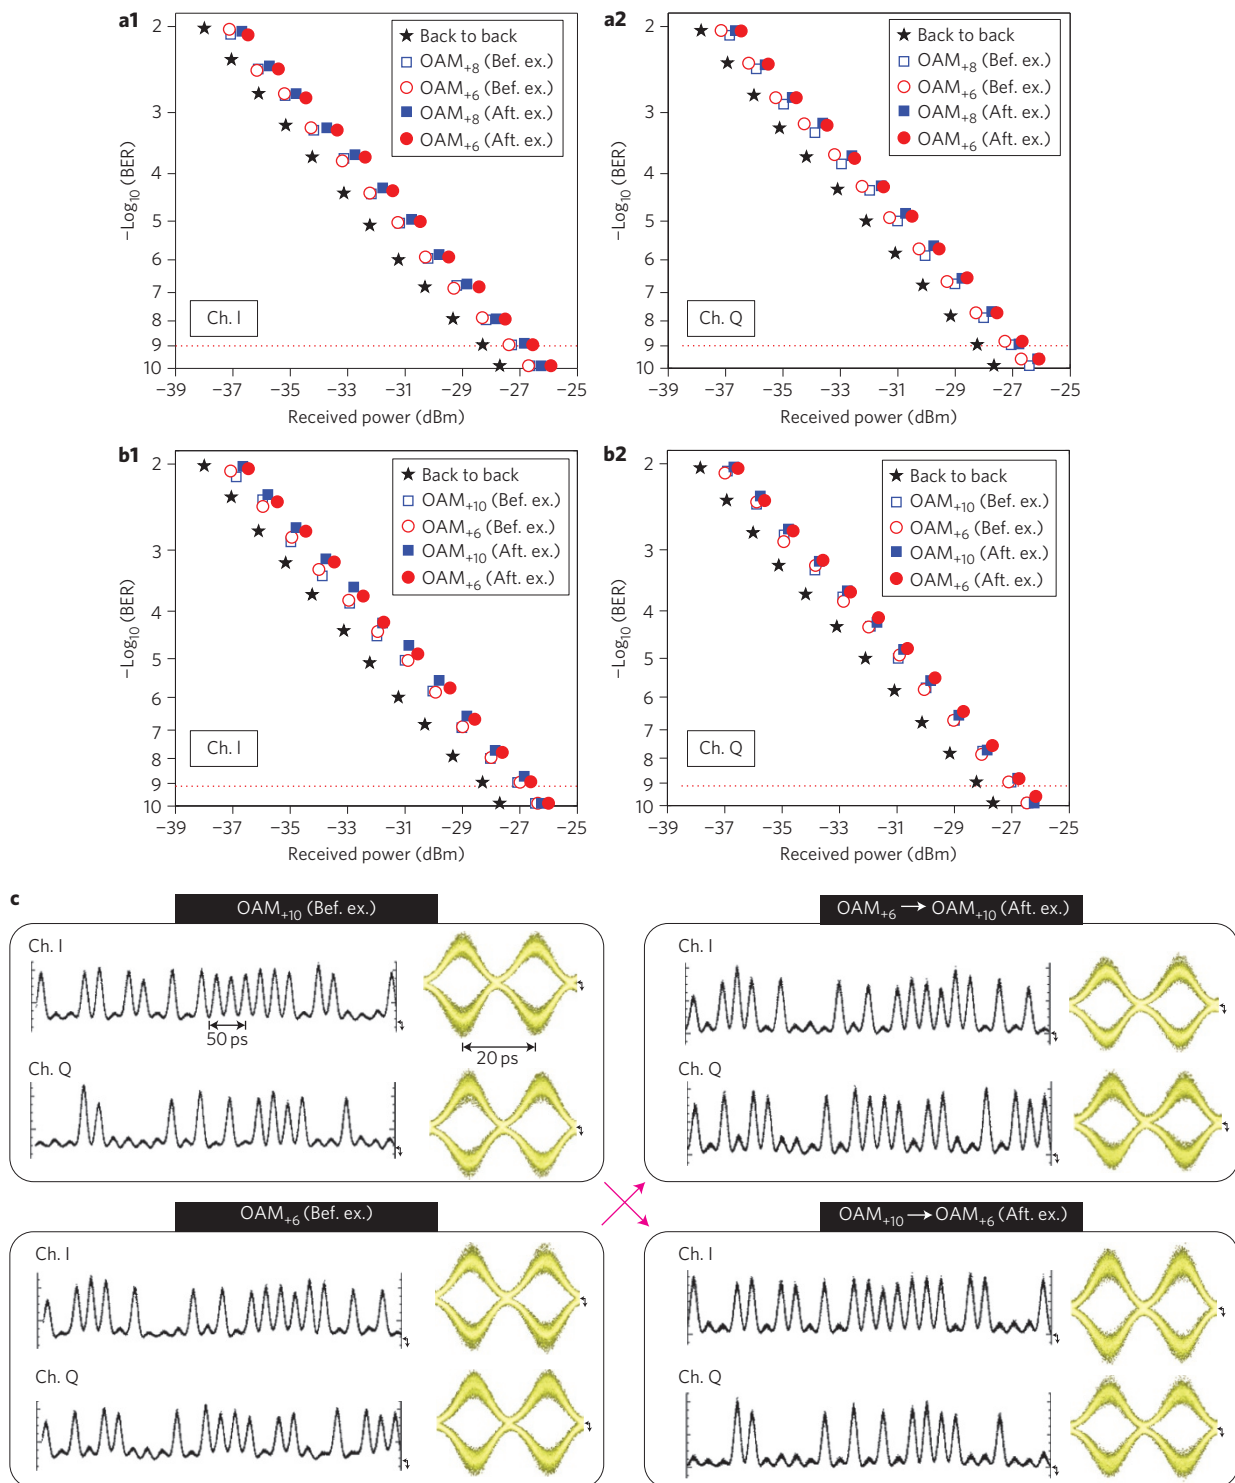 a1
2
3
4
5
6
7
8
9
10
−Log10 (BER)
Back to back
OAM+8 (Bef. ex.)
OAM+6 (Bef. ex.)
OAM+8 (Aft. ex.)
OAM+6 (Aft. ex.)
Ch. I
−39 −37 −35 −33 −31 −29 −27 −25
Received power (dBm)
a2
2
3
4
5
6
7
8
9
10
−Log10 (BER)
Back to back
OAM+8 (Bef. ex.)
OAM+6 (Bef. ex.)
OAM+8 (Aft. ex.)
OAM+6 (Aft. ex.)
Ch. Q
−39 −37 −35 −33 −31 −29 −27 −25
Received power (dBm)
b1
2
3
4
5
6
7
8
9
10
−Log10 (BER)
Back to back
OAM+10 (Bef. ex.)
OAM+6 (Bef. ex.)
OAM+10 (Aft. ex.)
OAM+6 (Aft. ex.)
Ch. I
−39 −37 −35 −33 −31 −29 −27 −25
Received power (dBm)
b2
2
3
4
5
6
7
8
9
10
−Log10 (BER)
Back to back
OAM+10 (Bef. ex.)
OAM+6 (Bef. ex.)
OAM+10 (Aft. ex.)
OAM+6 (Aft. ex.)
Ch. Q
−39 −37 −35 −33 −31 −29 −27 −25
Received power (dBm)
c
OAM+10 (Bef. ex.)
Ch. I
50 ps
20 ps
Ch. Q
OAM+6 → OAM+10 (Aft. ex.)
Ch. I
Ch. Q
OAM+6 (Bef. ex.)
Ch. I
Ch. Q
OAM+10 → OAM+6 (Aft. ex.)
Ch. I
Ch. Q